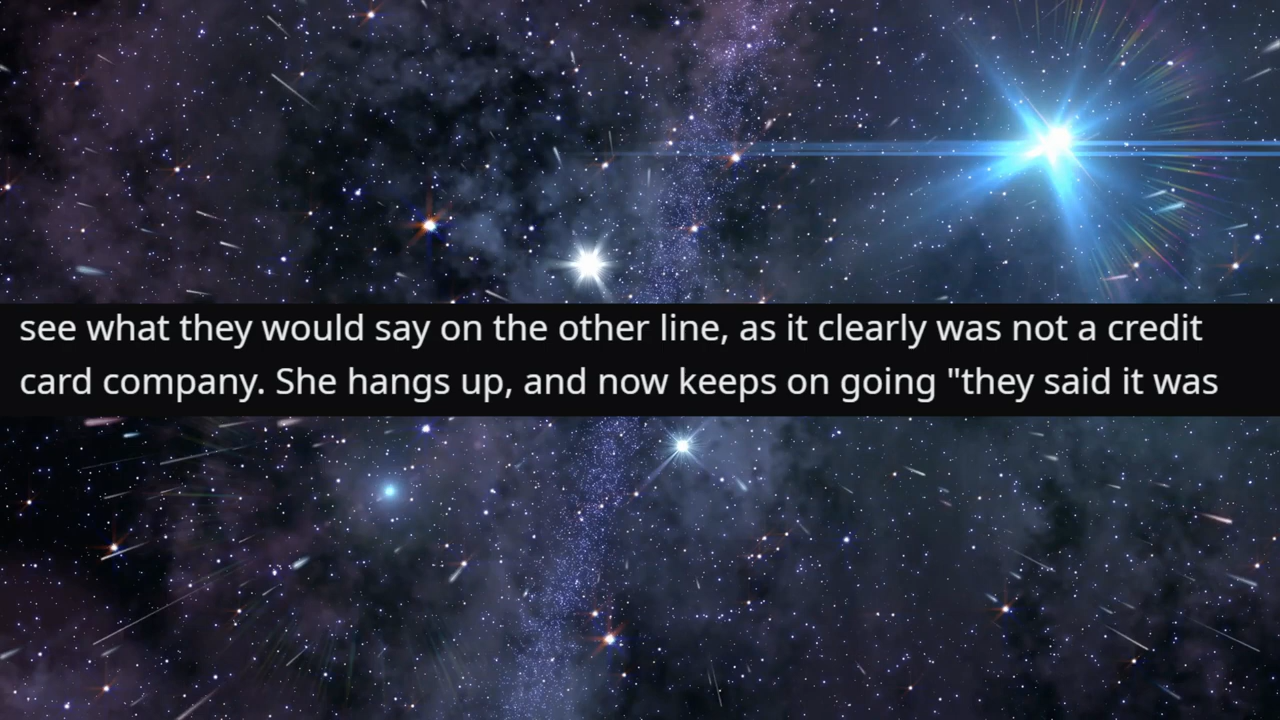 see what they would say on the other line, as it clearly was not a credit
card company. She hangs up, and now keeps on going "they said it was